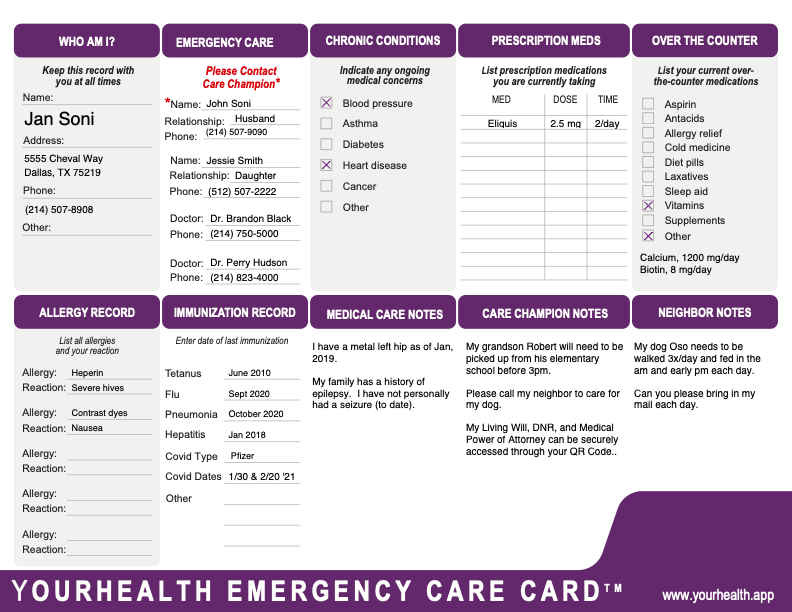 WHO AM I?
Keep this record with
you at all times
Name:
Jan Soni
Address:
5555 Cheval Way
Dallas, TX 75219
Phone:
(214) 507-8908
Other:
EMERGENCY CARE
Please Contact
Care Champion*
*Name: John Soni
Relationship: Husband
Phone: (214) 507-9090
Name: Jessie Smith
Relationship: Daughter
Phone: (512) 507-2222
Doctor: Dr. Brandon Black
Phone: (214) 750-5000
Doctor: Dr. Perry Hudson
Phone: (214) 823-4000
CHRONIC CONDITIONS
Indicate any ongoing
medical concerns
Blood pressure
Asthma
Diabetes
Heart disease
Cancer
Other
PRESCRIPTION MEDS
List prescription medications
you are currently taking
MED DOSE TIME
Eliquis 2.5 mg 2/day
OVER THE COUNTER
List your current over-
the-counter medications
Aspirin
Antacids
Allergy relief
Cold medicine
Diet pills
Laxatives
Sleep aid
Vitamins
Supplements
Other
Calcium, 1200 mg/day
Biotin, 8 mg/day
ALLERGY RECORD
List all allergies
and your reaction
Allergy: Heperin
Reaction: Severe hives
Allergy: Contrast dyes
Reaction: Nausea
Allergy:
Reaction:
Allergy:
Reaction:
Allergy:
Reaction:
IMMUNIZATION RECORD
Enter date of last immunization
Tetanus June 2010
Flu Sept 2020
Pneumonia October 2020
Hepatitis Jan 2018
Covid Type Pfizer
Covid Dates 1/30 & 2/20 '21
Other
MEDICAL CARE NOTES
I have a metal left hip as of Jan,
2019.
My family has a history of
epilepsy. I have not personally
had a seizure (to date).
CARE CHAMPION NOTES
My grandson Robert will need to be
picked up from his elementary
school before 3pm.
Please call my neighbor to care for
my dog.
My Living Will, DNR, and Medical
Power of Attorney can be securely
accessed through your QR Code..
NEIGHBOR NOTES
My dog Oso needs to be
walked 3x/day and fed in the
am and early pm each day.
Can you please bring in my
mail each day.
YOURHEALTH EMERGENCY CARE CARD™
www.yourhealth.app